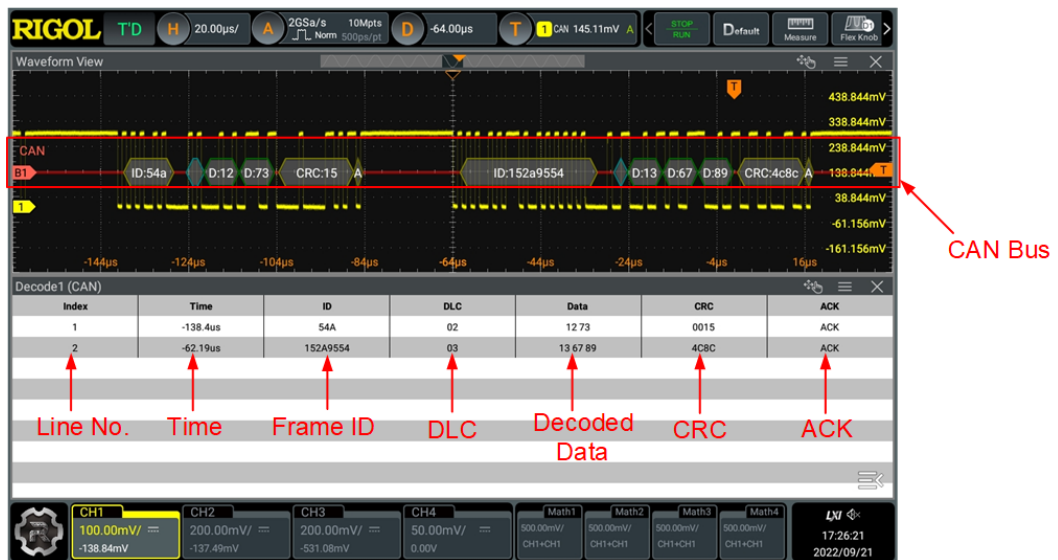 RIGOL T'D H 20.00μs/ A 2GSa/s 10Mpts Norm 500ps/pt D -64.00μs T 1 CAN 145.11mV A < STOP RUN Default Measure Flex Knob >
Waveform View
T
438.844mV
338.844mV
CAN
238.844mV
B1 ID:54a D:12 D:73 CRC:15 A ID:152a9554 D:13 D:67 D:89 CRC:4c8c A T
1
38.844mV
-61.156mV
-161.156mV
-144μs -124μs -104μs -84μs -64μs -44μs -24μs -4μs 16μs
CAN Bus
Decode1 (CAN)
Index Time ID DLC Data CRC ACK
1 -138.4us 54A 02 12 73 0015 ACK
2 -62.19us 152A9554 03 13 67 89 4C8C ACK
Line No. Time Frame ID DLC Decoded Data CRC ACK
CH1 CH2 CH3 CH4 Math1 Math2 Math3 Math4 LXI
100.00mV/ 200.00mV/ 200.00mV/ 50.00mV/ 500.00mV/ 500.00mV/ 500.00mV/ 500.00mV/
-138.84mV -137.49mV -531.08mV 0.00V CH1+CH1 CH1+CH1 CH1+CH1 CH1+CH1
17:26:21
2022/09/21